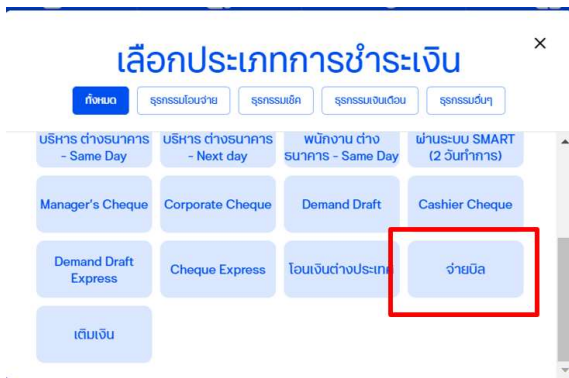 เลือกประเภทการชำระเงิน
ทั้งหมด
ธุรกรรมโอนจ่าย
ธุรกรรมเช็ค
ธุรกรรมเงินเดือน
ธุรกรรมอื่นๆ
บริหาร ต่างธนาคาร
- Same Day
บริหาร ต่างธนาคาร
- Next day
พนักงาน ต่าง
ธนาคาร - Same Day
ผ่านระบบ SMART
(2 วันทำการ)
Manager's Cheque
Corporate Cheque
Demand Draft
Cashier Cheque
Demand Draft
Express
Cheque Express
โอนเงินต่างประเทศ
จ่ายบิล
เติมเงิน